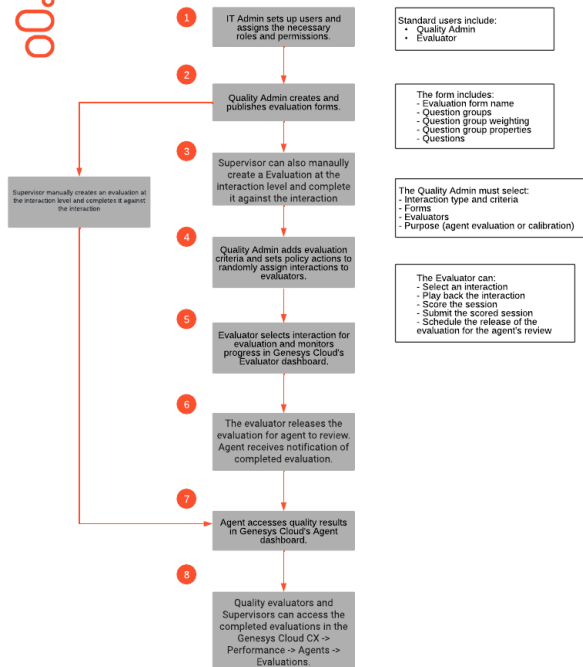 1
IT Admin sets up users and
assigns the necessary
roles and permissions.
Standard users include:
• Quality Admin
• Evaluator
2
Quality Admin creates and
publishes evaluation forms.
The form includes:
- Evaluation form name
- Question groups
- Question group weighting
- Question group properties
- Questions
3
Supervisor can also manaully
create a Evaluation at the
interaction level and complete
it against the interaction
Supervisor manually creates an evaluation at
the interaction level and completes it against
the interaction
The Quality Admin must select:
- Interaction type and criteria
- Forms
- Evaluators
- Purpose (agent evaluation or calibration)
4
Quality Admin adds evaluation
criteria and sets policy actions to
randomly assign interactions to
evaluators.
The Evaluator can:
- Select an interaction
- Play back the interaction
- Score the session
- Submit the scored session
- Schedule the release of the
evaluation for the agent's review
5
Evaluator selects interaction for
evaluation and monitors
progress in Genesys Cloud's
Evaluator dashboard.
6
The evaluator releases the
evaluation for agent to review.
Agent receives notification of
completed evaluation.
7
Agent accesses quality results
in Genesys Cloud's Agent
dashboard.
8
Quality evaluators and
Supervisors can access the
completed evaluations in the
Genesys Cloud CX ->
Performance -> Agents ->
Evaluations.